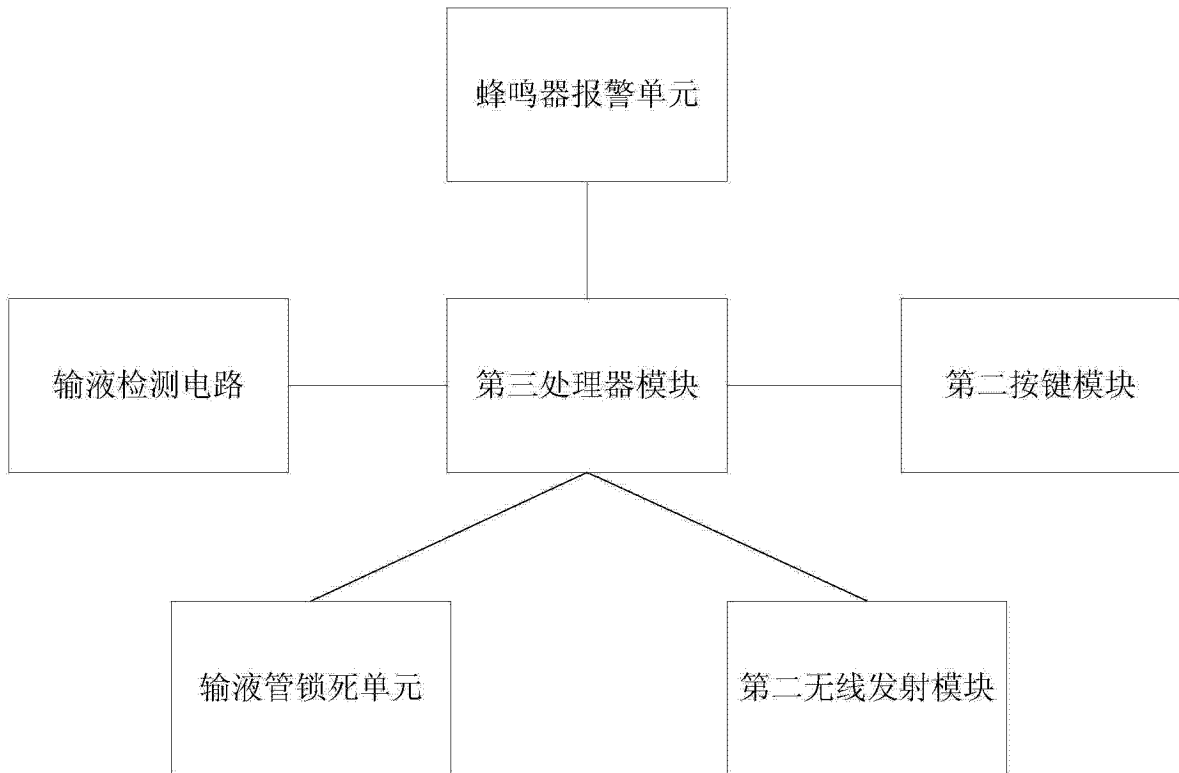 蜂鸣器报警单元
输液检测电路
第三处理器模块
第二按键模块
输液管锁死单元
第二无线发射模块